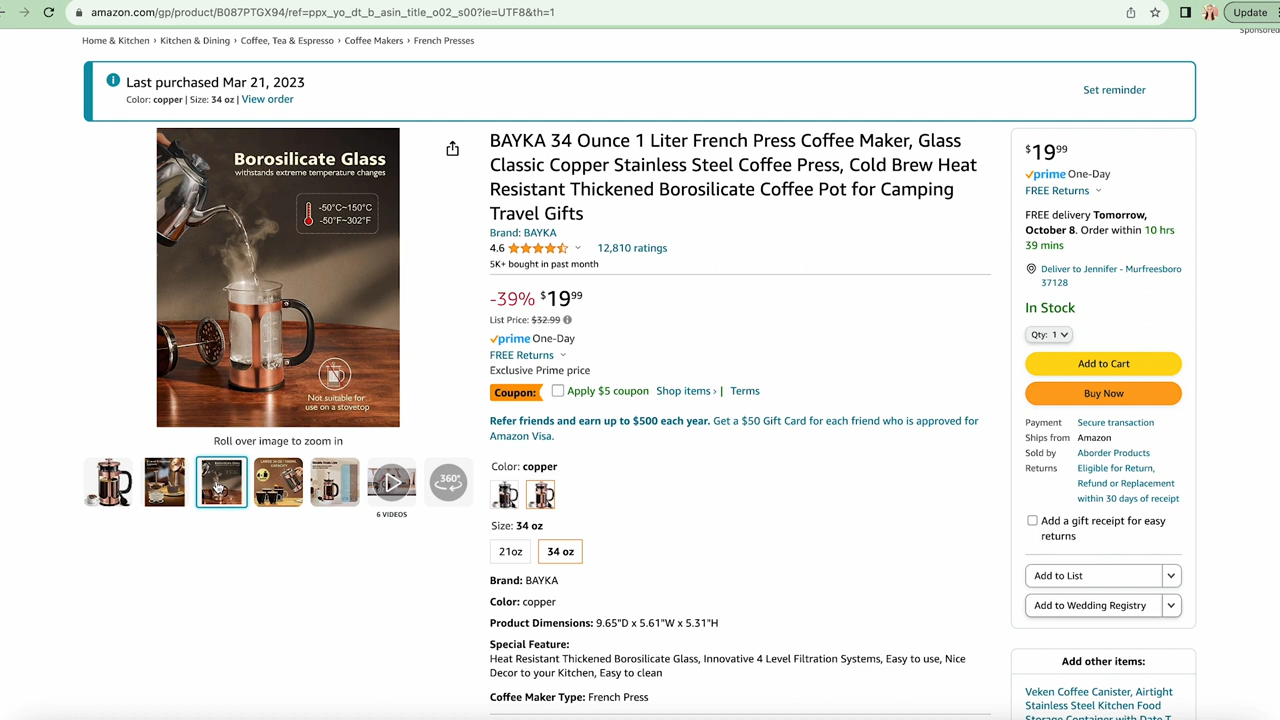 amazon.com/gp/product/B087PTGX94/ref=ppx_yo_dt_b_asin_title_o02_s00?ie=UTF8&th=1
Update
Sponsored
Home & Kitchen › Kitchen & Dining › Coffee, Tea & Espresso › Coffee Makers › French Presses
Last purchased Mar 21, 2023
Color: copper | Size: 34 oz | View order
Set reminder
Borosilicate Glass
withstands extreme temperature changes
-50°C~150°C
-50°F~302°F
Not suitable for
use on a stovetop
Roll over image to zoom in
360°
6 VIDEOS
BAYKA 34 Ounce 1 Liter French Press Coffee Maker, Glass
Classic Copper Stainless Steel Coffee Press, Cold Brew Heat
Resistant Thickened Borosilicate Coffee Pot for Camping
Travel Gifts
Brand: BAYKA
4.6 12,810 ratings
5K+ bought in past month
-39% $19.99
List Price: $32.99
prime One-Day
FREE Returns
Exclusive Prime price
Coupon: Apply $5 coupon Shop items › | Terms
Refer friends and earn up to $500 each year. Get a $50 Gift Card for each friend who is approved for
Amazon Visa.
Color: copper
Size: 34 oz
21oz
34 oz
Brand: BAYKA
Color: copper
Product Dimensions: 9.65"D x 5.61"W x 5.31"H
Special Feature:
Heat Resistant Thickened Borosilicate Glass, Innovative 4 Level Filtration Systems, Easy to use, Nice
Decor to your Kitchen, Easy to clean
Coffee Maker Type: French Press
$19.99
prime One-Day
FREE Returns
FREE delivery Tomorrow,
October 8. Order within 10 hrs
39 mins
Deliver to Jennifer - Murfreesboro
37128
In Stock
Qty: 1
Add to Cart
Buy Now
Payment Secure transaction
Ships from Amazon
Sold by Aborder Products
Returns Eligible for Return,
Refund or Replacement
within 30 days of receipt
Add a gift receipt for easy
returns
Add to List
Add to Wedding Registry
Add other items:
Veken Coffee Canister, Airtight
Stainless Steel Kitchen Food
Storage Container with Date T